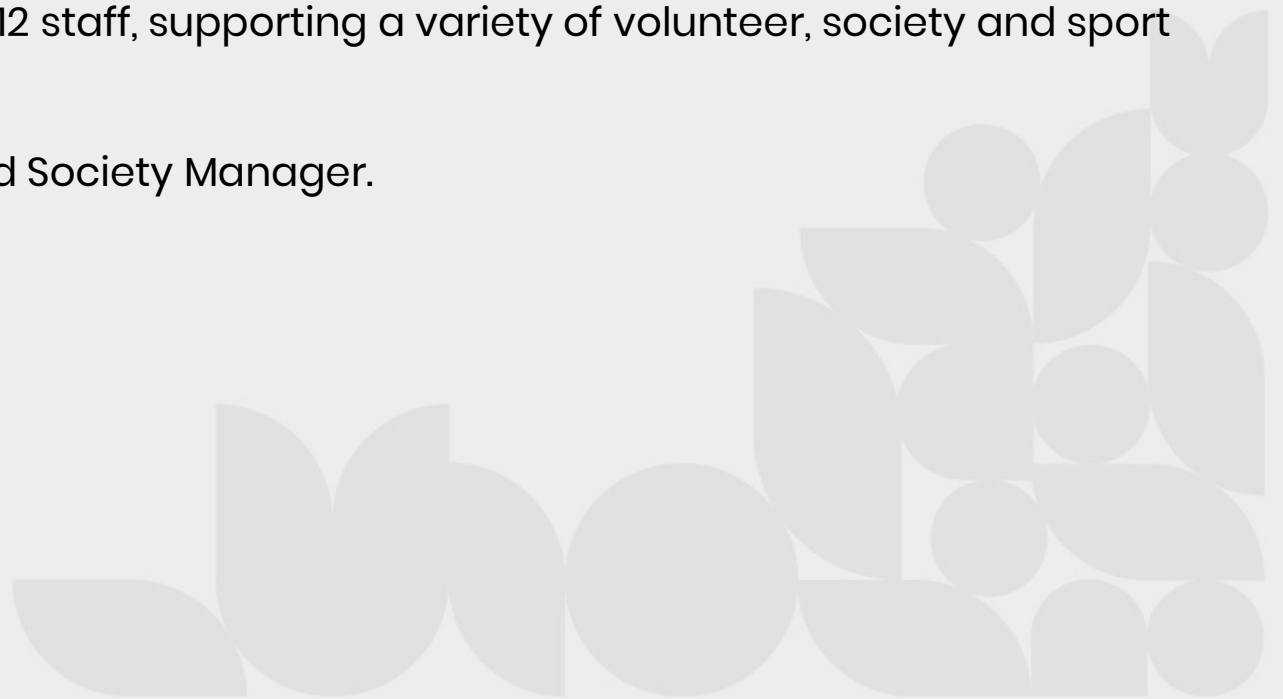 12 staff, supporting a variety of volunteer, society and sport
d Society Manager.